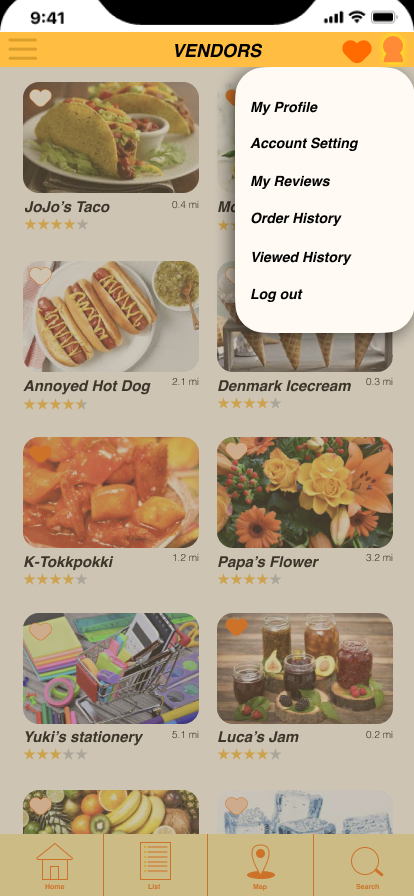 9:41
VENDORS
My Profile
Account Setting
My Reviews
Order History
Viewed History
Log out
JoJo's Taco 0.4 mi
Annoyed Hot Dog 2.1 mi
Denmark Icecream 0.3 mi
K-Tokkpokki 1.2 mi
Papa's Flower 3.2 mi
Yuki's stationery 5.1 mi
Luca's Jam 0.2 mi
Home
List
Map
Search